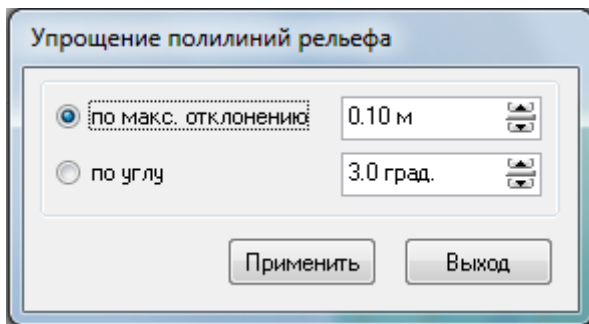 Упрощение полилиний рельефа
по макс. отклонению 0.10 м
по углу 3.0 град.
Применить Выход